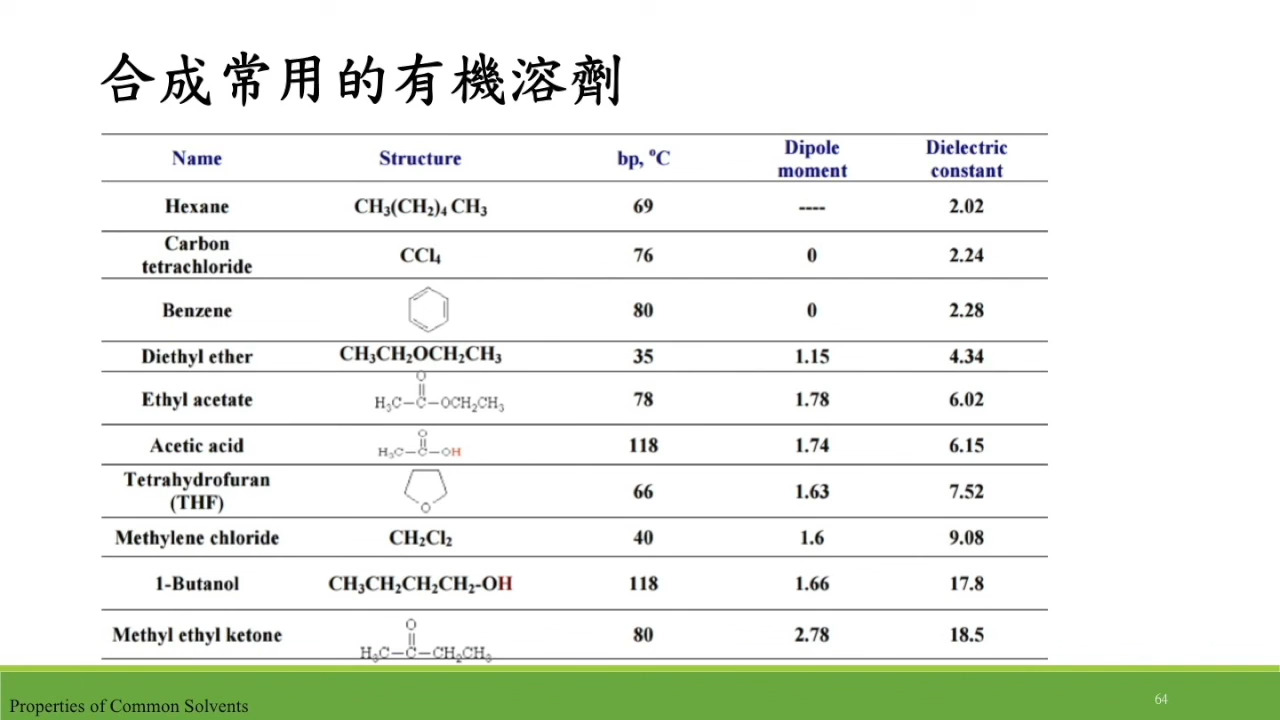 合成常用的有機溶劑
Name Structure bp, °C Dipole moment Dielectric constant
Hexane CH₃(CH₂)₄ CH₃ 69 ---- 2.02
Carbon tetrachloride CCl₄ 76 0 2.24
Benzene 80 0 2.28
Diethyl ether CH₃CH₂OCH₂CH₃ 35 1.15 4.34
O
Ethyl acetate H₃C–C–OCH₂CH₃ 78 1.78 6.02
O
Acetic acid H₃C–C–OH 118 1.74 6.15
Tetrahydrofuran (THF) O 66 1.63 7.52
Methylene chloride CH₂Cl₂ 40 1.6 9.08
1-Butanol CH₃CH₂CH₂CH₂-OH 118 1.66 17.8
O
Methyl ethyl ketone H₃C–C–CH₂CH₃ 80 2.78 18.5
Properties of Common Solvents
64